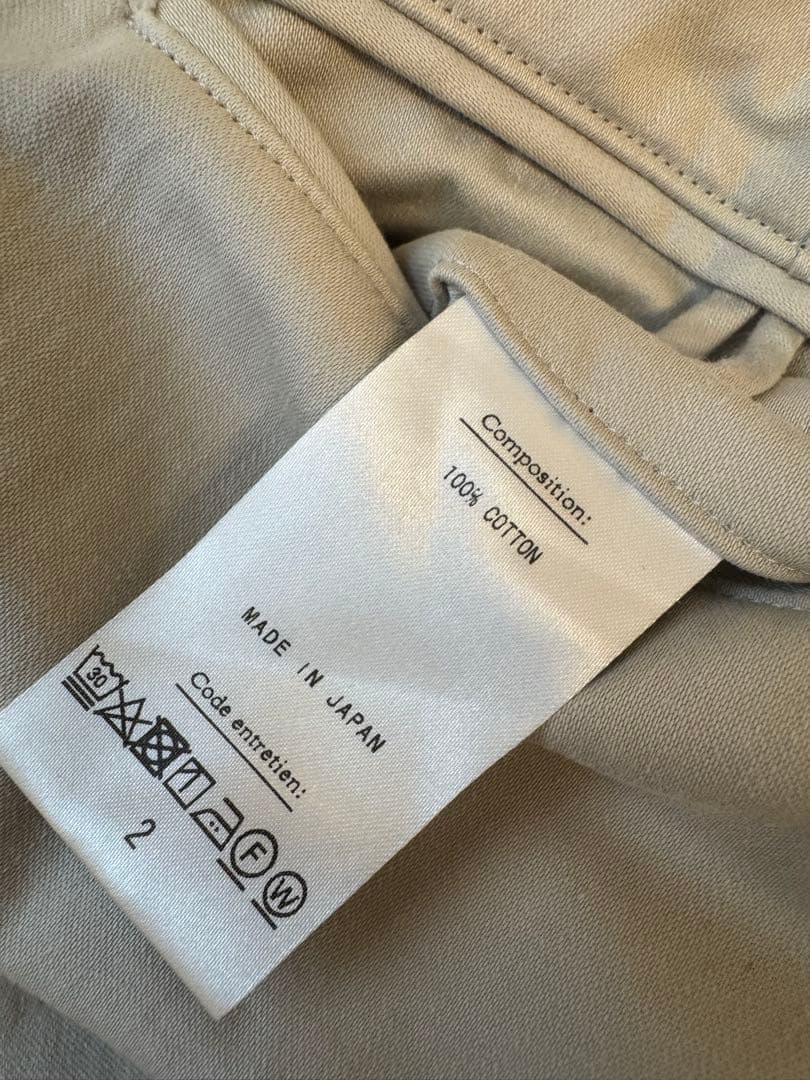 Composition:
100% COTTON
MADE IN JAPAN
Code entretien:
30 F W
2